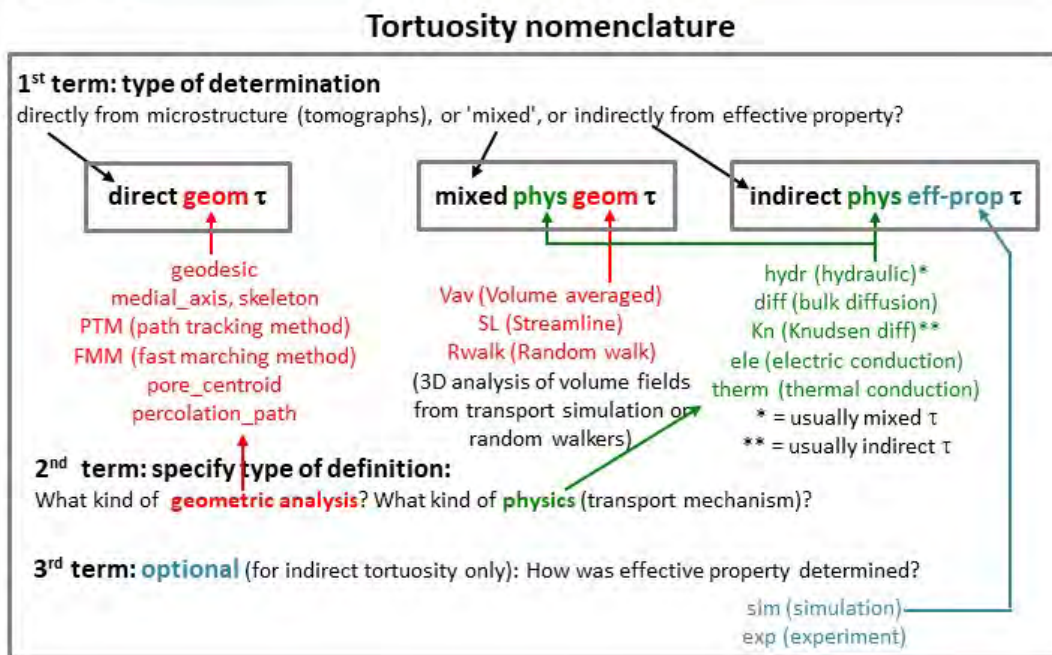 Tortuosity nomenclature
1st term: type of determination
directly from microstructure (tomographs), or 'mixed', or indirectly from effective property?
direct geom τ
mixed phys geom τ
indirect phys eff-prop τ
geodesic
medial_axis, skeleton
PTM (path tracking method)
FMM (fast marching method)
pore_centroid
percolation_path
Vav (Volume averaged)
SL (Streamline)
Rwalk (Random walk)
(3D analysis of volume fields
from transport simulation or
random walkers)
hydr (hydraulic)*
diff (bulk diffusion)
Kn (Knudsen diff)**
ele (electric conduction)
therm (thermal conduction)
* = usually mixed τ
** = usually indirect τ
2nd term: specify type of definition:
What kind of geometric analysis? What kind of physics (transport mechanism)?
3rd term: optional (for indirect tortuosity only): How was effective property determined?
sim (simulation)
exp (experiment)